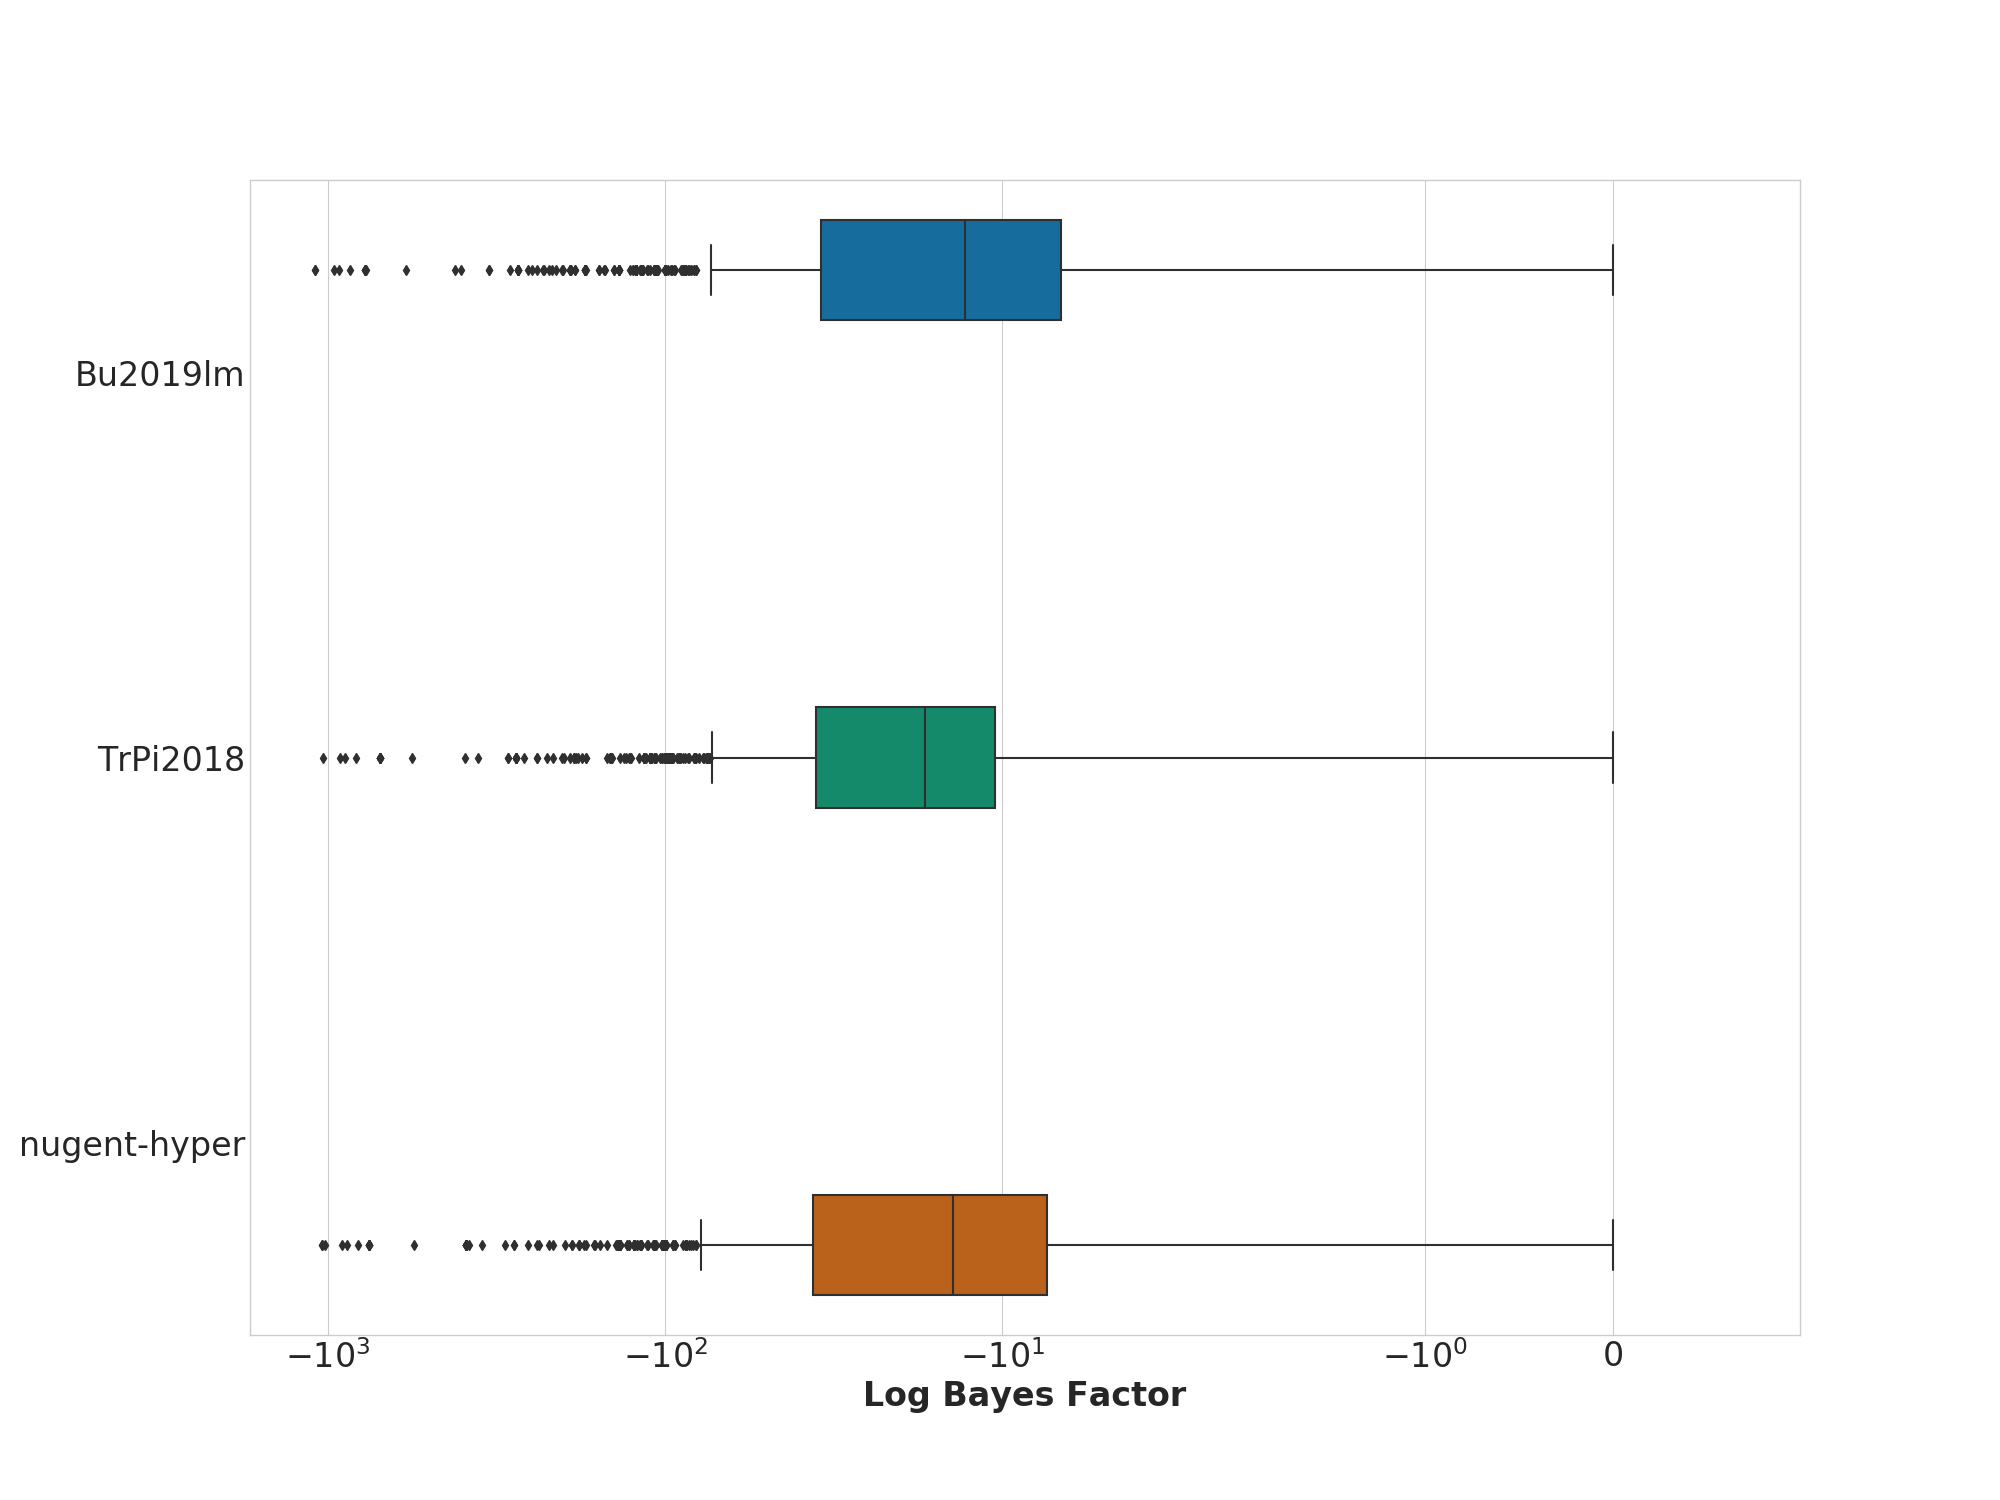 Bu2019lm
TrPi2018
nugent-hyper
−10³ −10² −10¹ −10⁰ 0
Log Bayes Factor